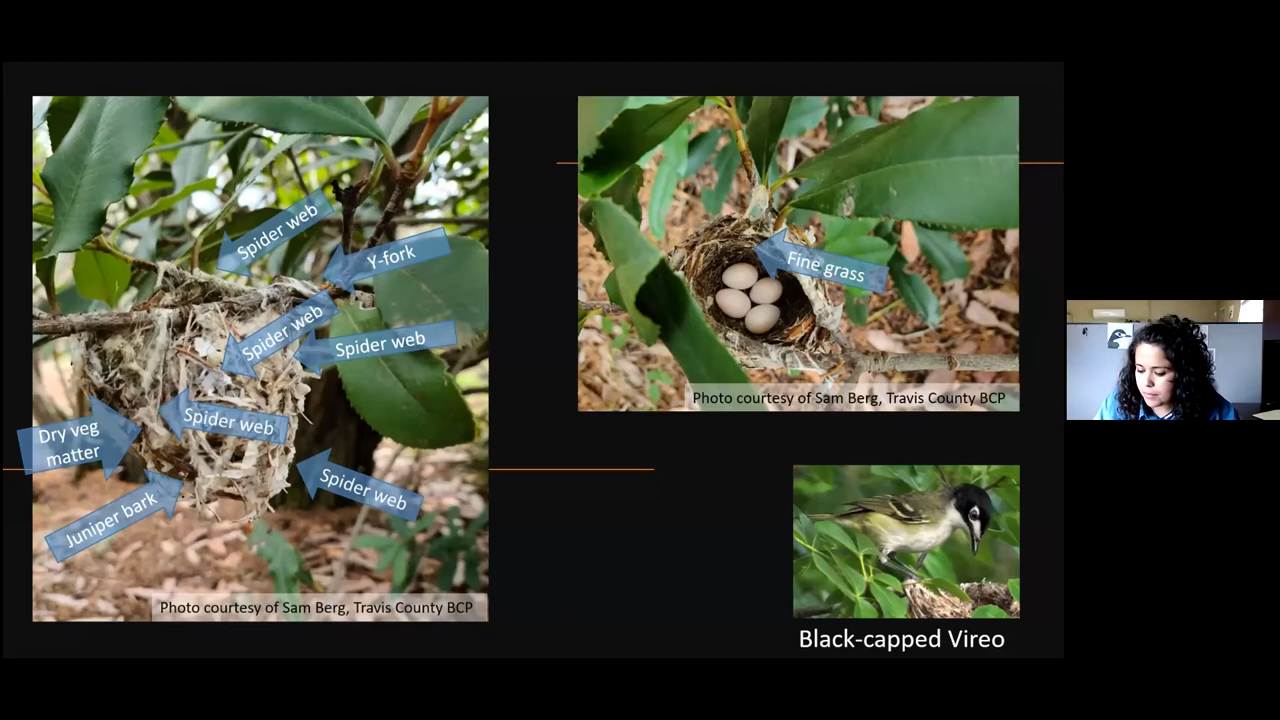 Spider web
Y-fork
Spider web
Spider web
Spider web
Dry veg
matter
Spider web
Juniper bark
Photo courtesy of Sam Berg, Travis County BCP
Fine grass
Photo courtesy of Sam Berg, Travis County BCP
Black-capped Vireo